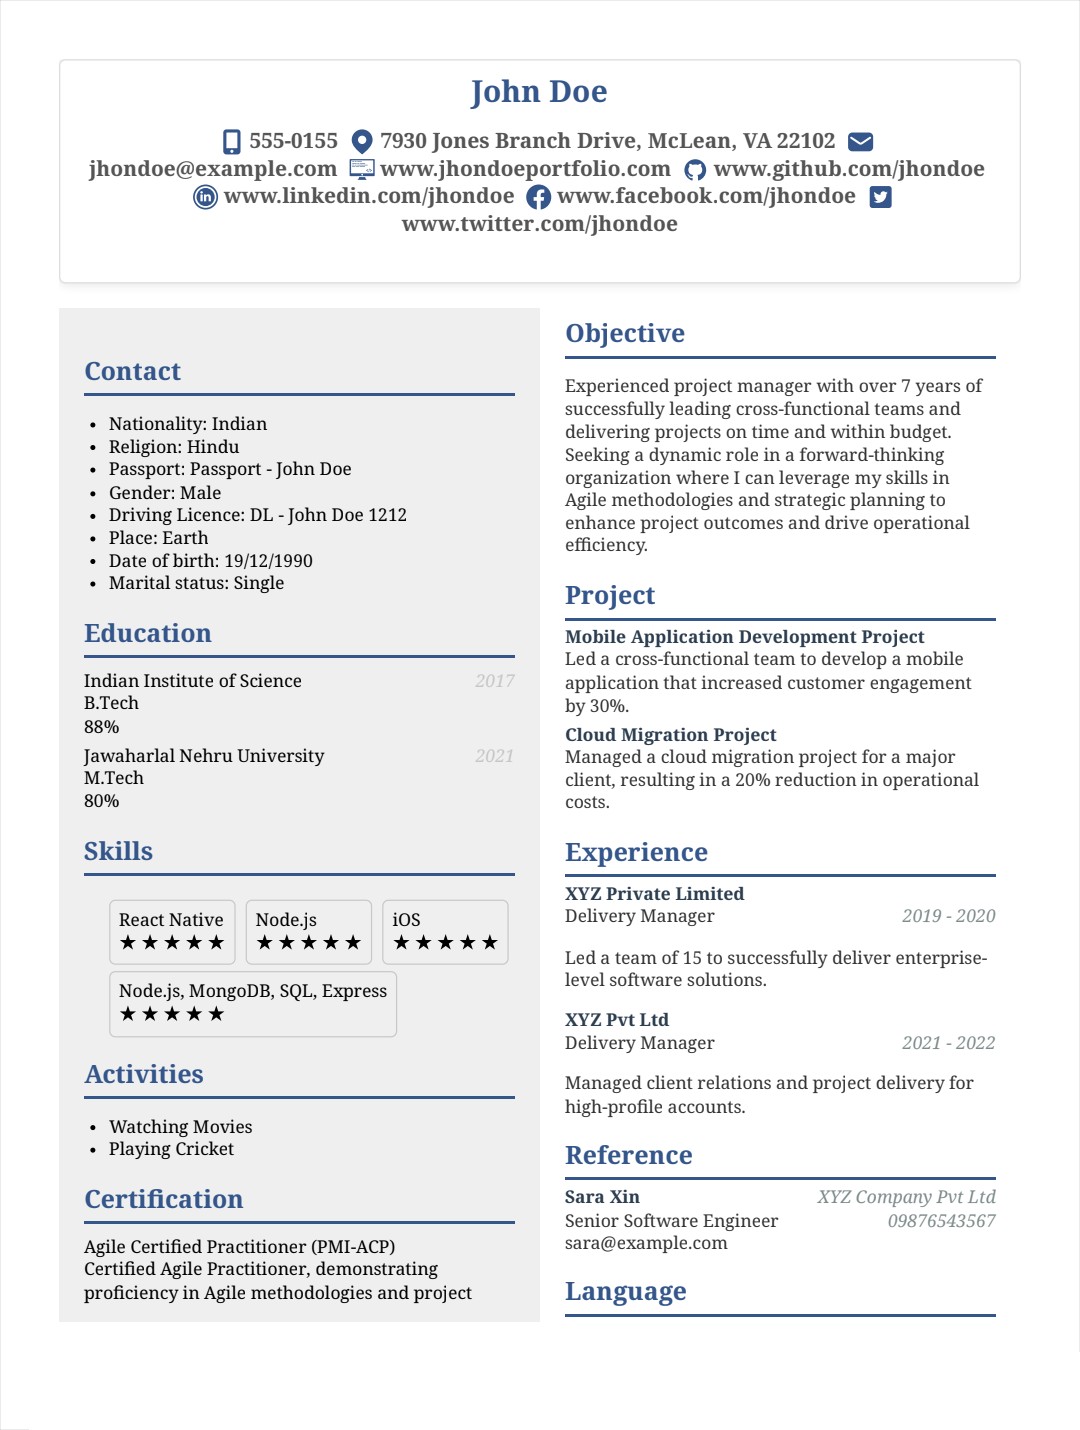 John Doe
555-0155 7930 Jones Branch Drive, McLean, VA 22102
jhondoe@example.com www.jhondoeportfolio.com www.github.com/jhondoe
www.linkedin.com/jhondoe www.facebook.com/jhondoe
www.twitter.com/jhondoe
Contact
• Nationality: Indian
• Religion: Hindu
• Passport: Passport - John Doe
• Gender: Male
• Driving Licence: DL - John Doe 1212
• Place: Earth
• Date of birth: 19/12/1990
• Marital status: Single
Education
Indian Institute of Science 2017
B.Tech
88%
Jawaharlal Nehru University 2021
M.Tech
80%
Skills
React Native Node.js iOS
★★★★★ ★★★★★ ★★★★★
Node.js, MongoDB, SQL, Express
★★★★★
Activities
• Watching Movies
• Playing Cricket
Certification
Agile Certified Practitioner (PMI-ACP)
Certified Agile Practitioner, demonstrating
proficiency in Agile methodologies and project
Objective
Experienced project manager with over 7 years of
successfully leading cross-functional teams and
delivering projects on time and within budget.
Seeking a dynamic role in a forward-thinking
organization where I can leverage my skills in
Agile methodologies and strategic planning to
enhance project outcomes and drive operational
efficiency.
Project
Mobile Application Development Project
Led a cross-functional team to develop a mobile
application that increased customer engagement
by 30%.
Cloud Migration Project
Managed a cloud migration project for a major
client, resulting in a 20% reduction in operational
costs.
Experience
XYZ Private Limited
Delivery Manager 2019 - 2020
Led a team of 15 to successfully deliver enterprise-
level software solutions.
XYZ Pvt Ltd
Delivery Manager 2021 - 2022
Managed client relations and project delivery for
high-profile accounts.
Reference
Sara Xin XYZ Company Pvt Ltd
Senior Software Engineer 09876543567
sara@example.com
Language